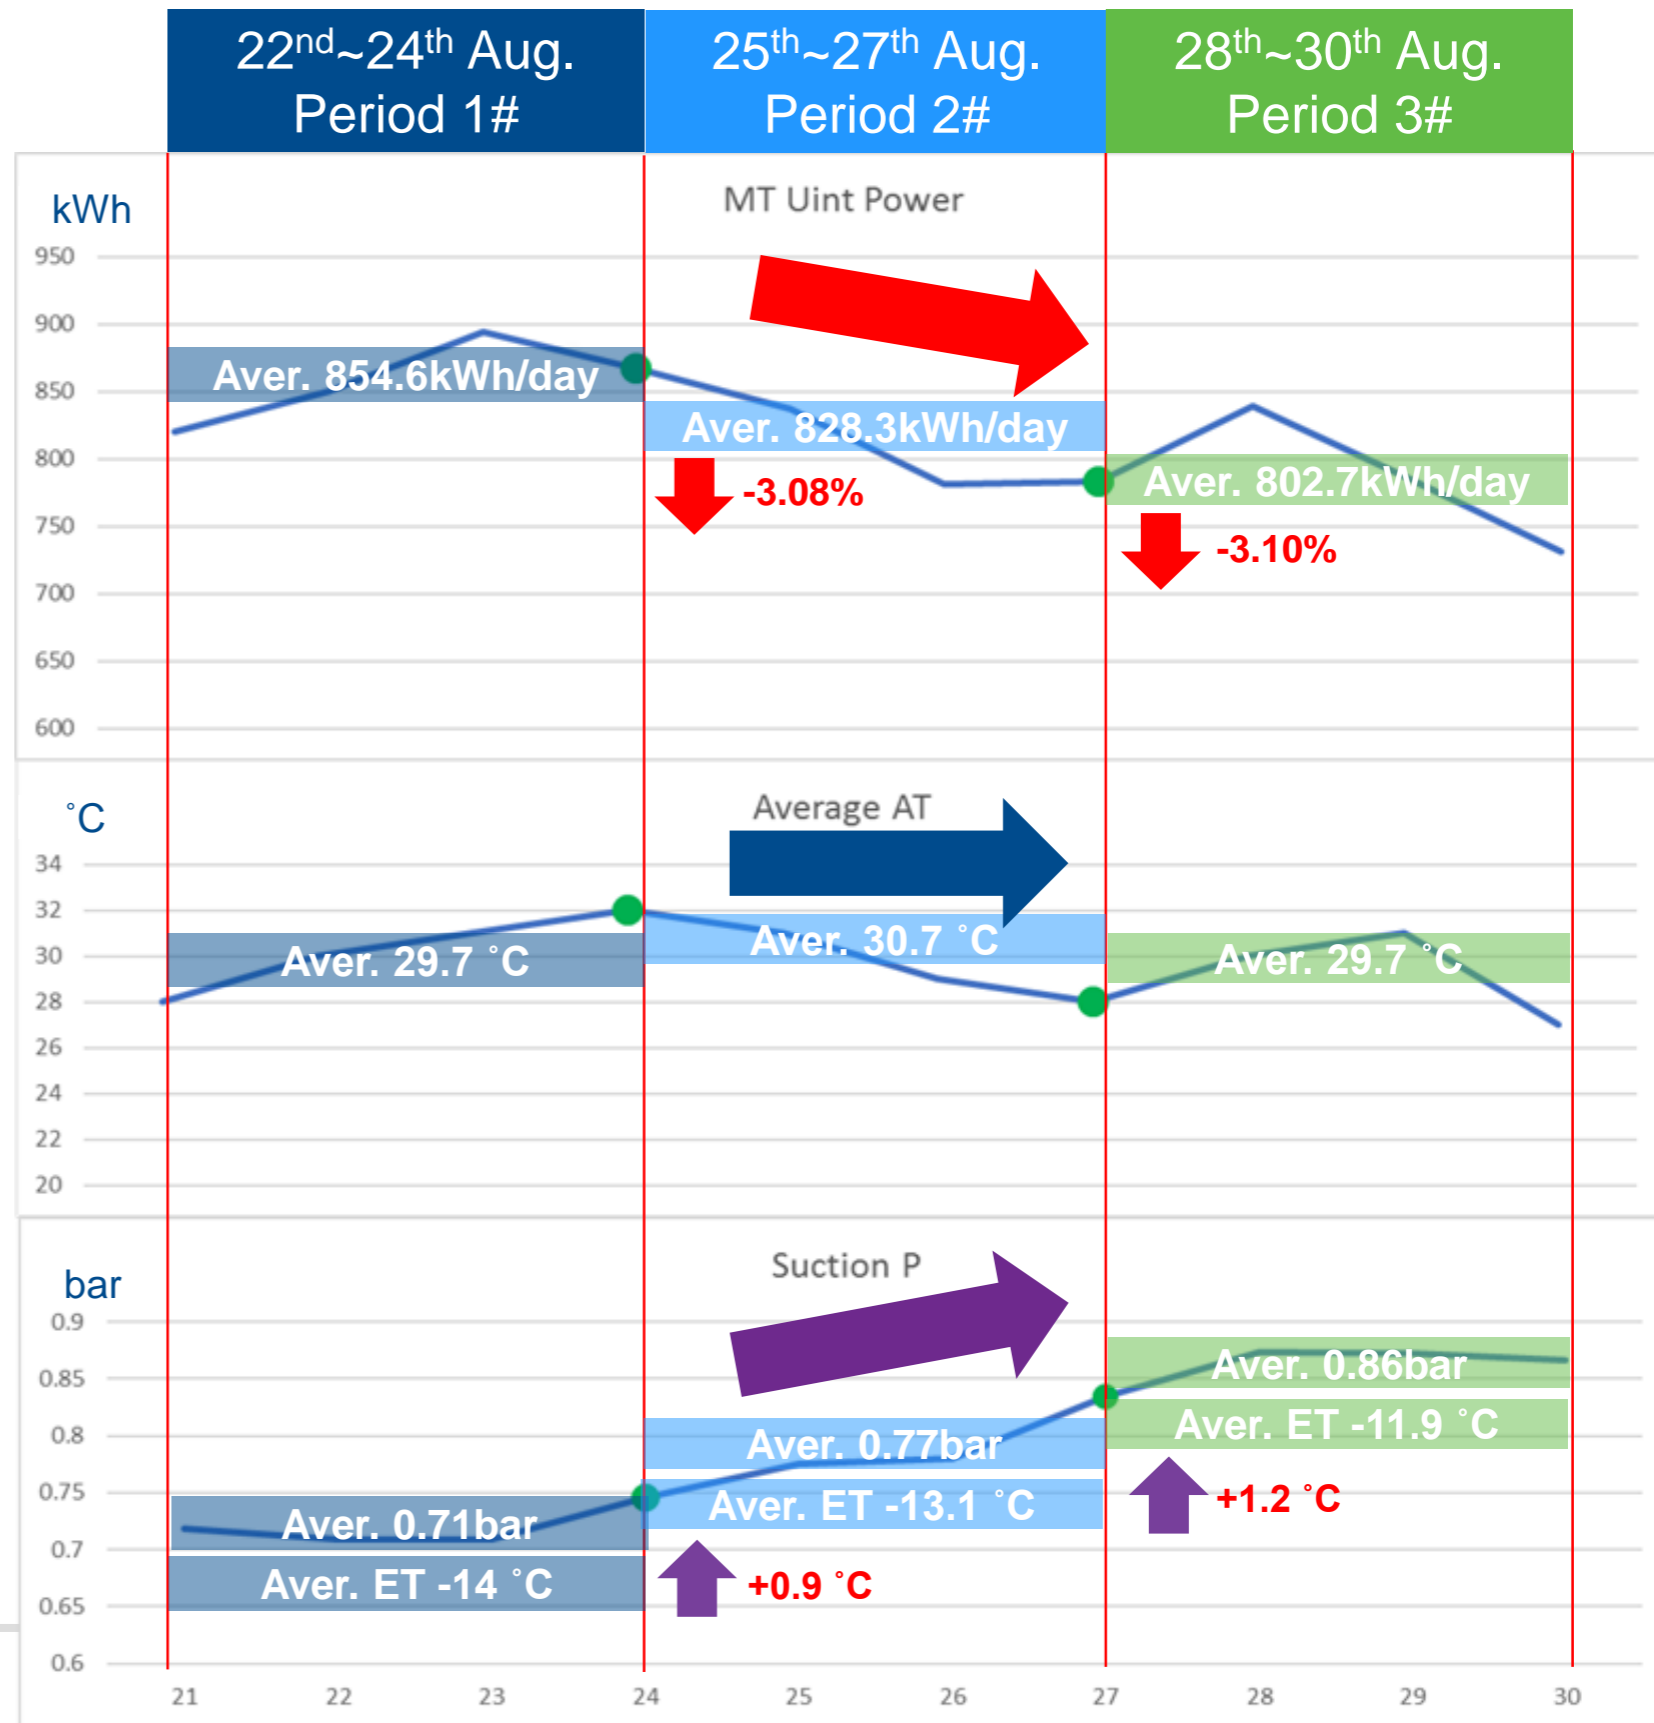 22nd~24th Aug.
Period 1#
25th~27th Aug.
Period 2#
28th~30th Aug.
Period 3#
kWh
MT Uint Power
950
900
850
800
750
700
650
600
Aver. 854.6kWh/day
Aver. 828.3kWh/day
-3.08%
Aver. 802.7kWh/day
-3.10%
˚C
Average AT
34
32
30
28
26
24
22
20
Aver. 29.7 ˚C
Aver. 30.7 ˚C
Aver. 29.7 ˚C
bar
Suction P
0.9
0.85
0.8
0.75
0.7
0.65
0.6
Aver. 0.71bar
Aver. ET -14 ˚C
Aver. 0.77bar
Aver. ET -13.1 ˚C
+0.9 ˚C
Aver. 0.86bar
Aver. ET -11.9 ˚C
+1.2 ˚C
21 22 23 24 25 26 27 28 29 30